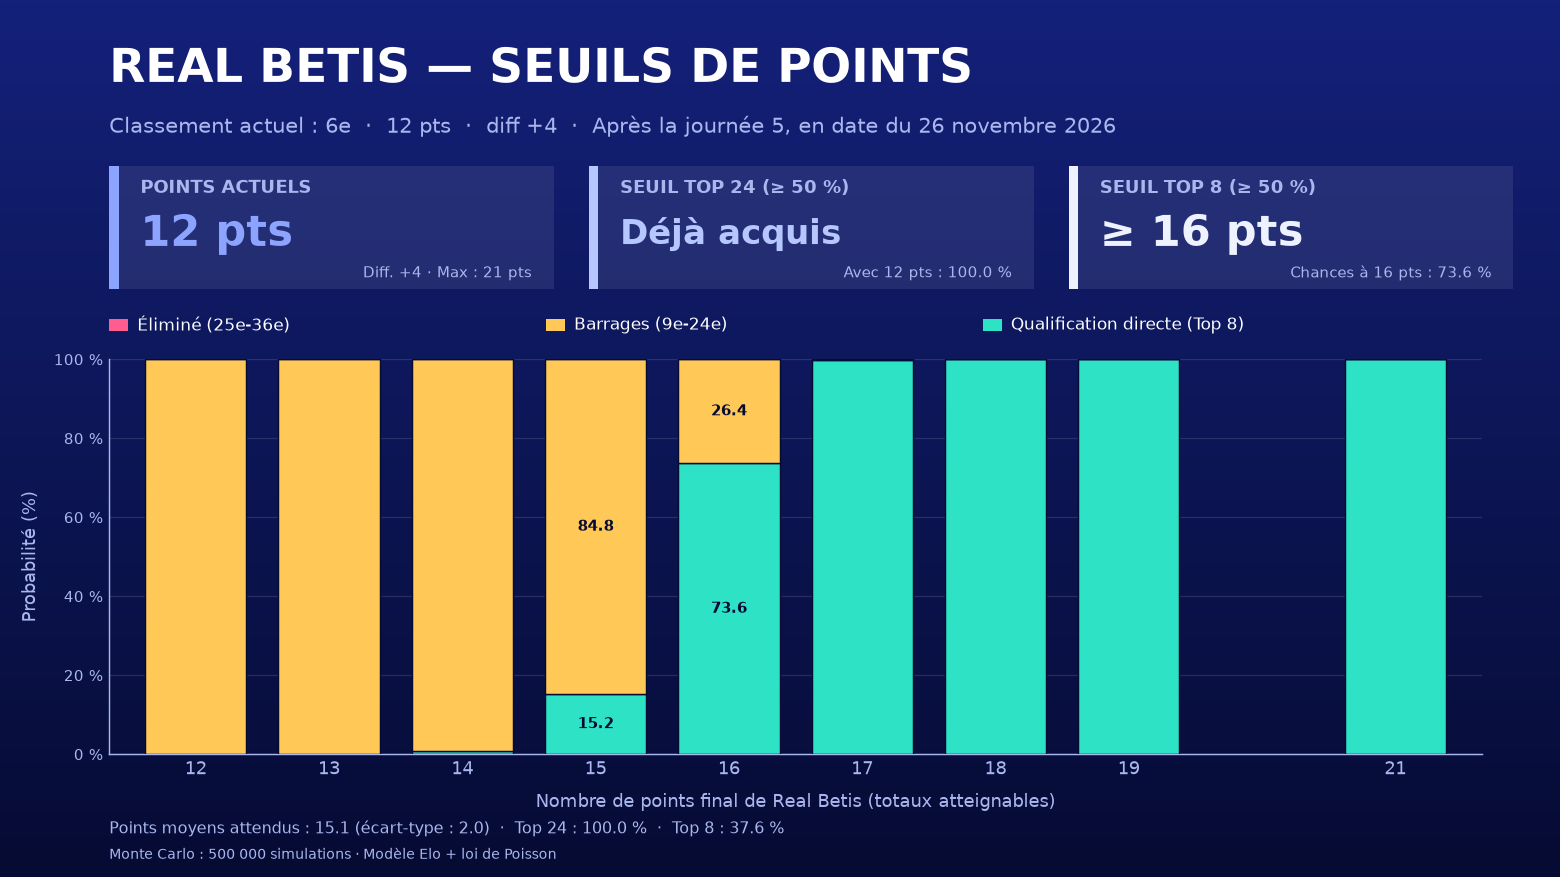 REAL BETIS — SEUILS DE POINTS
Classement actuel : 6e · 12 pts · diff +4 · Après la journée 5, en date du 26 novembre 2026
POINTS ACTUELS
12 pts
Diff. +4 · Max : 21 pts
SEUIL TOP 24 (≥ 50 %)
Déjà acquis
Avec 12 pts : 100.0 %
SEUIL TOP 8 (≥ 50 %)
≥ 16 pts
Chances à 16 pts : 73.6 %
Éliminé (25e-36e)
Barrages (9e-24e)
Qualification directe (Top 8)
Probabilité (%)
100 %
80 %
60 %
40 %
20 %
0 %
84.8
15.2
26.4
73.6
12 13 14 15 16 17 18 19 21
Nombre de points final de Real Betis (totaux atteignables)
Points moyens attendus : 15.1 (écart-type : 2.0) · Top 24 : 100.0 % · Top 8 : 37.6 %
Monte Carlo : 500 000 simulations · Modèle Elo + loi de Poisson